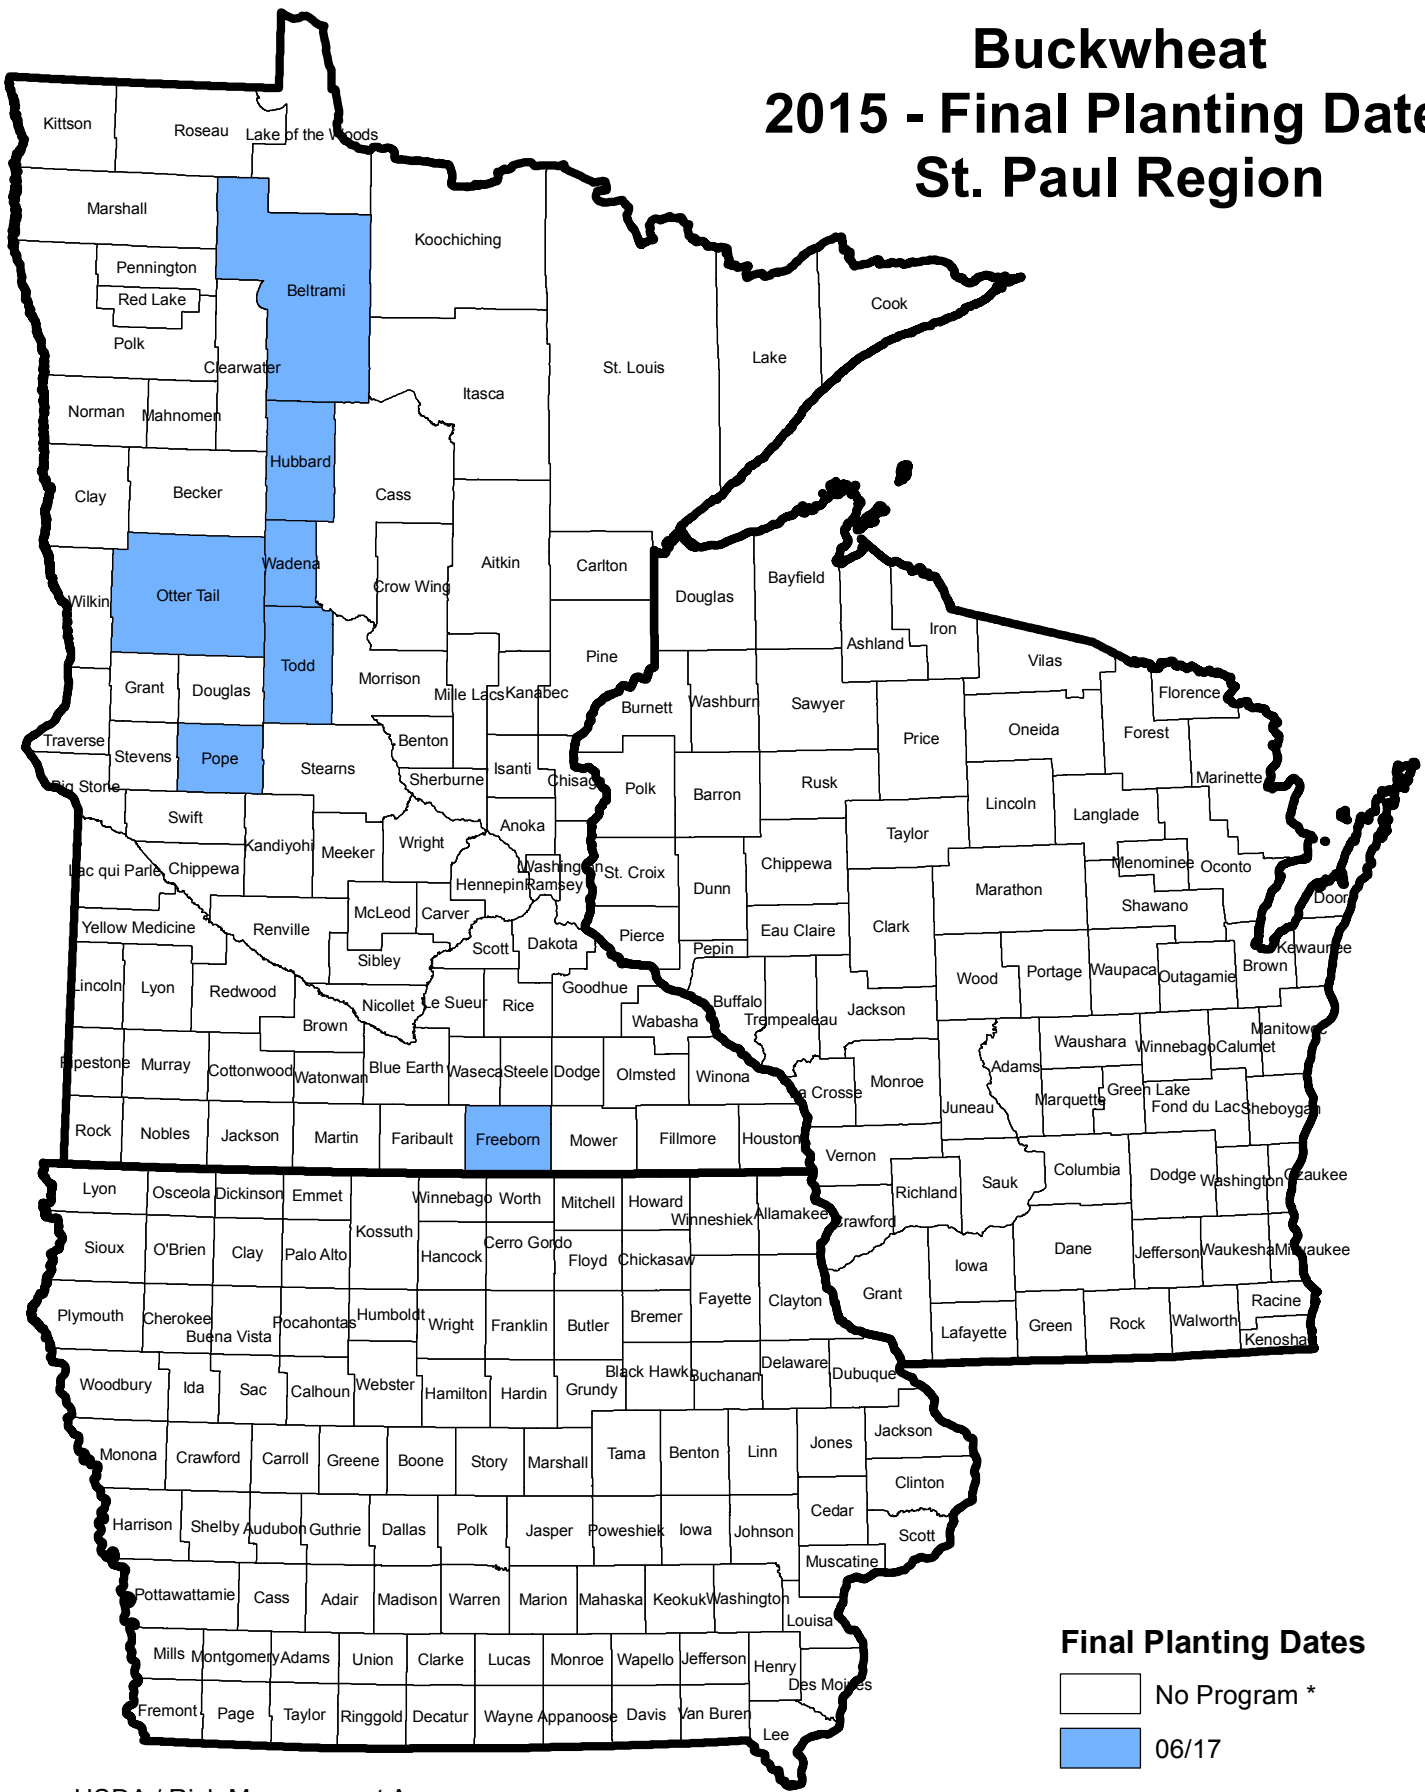 Buckwheat
2015 - Final Planting Date
St. Paul Region
Kittson
Roseau
Lake of the Woods
Marshall
Koochiching
Pennington
Beltrami
Red Lake
Cook
Polk
Lake
Clearwater
St. Louis
Itasca
Norman
Mahnomen
Hubbard
Clay
Becker
Cass
Wadena
Aitkin
Carlton
Bayfield
Crow Wing
Otter Tail
Wilkin
Douglas
Iron
Ashland
Pine
Vilas
Todd
Morrison
Grant
Douglas
Mille Lacs
Kanabec
Florence
Burnett
Washburn
Sawyer
Oneida
Forest
Price
Traverse
Benton
Stevens
Pope
Stearns
Isanti
Sherburne
Chisago
Marinette
Big Stone
Polk
Barron
Rusk
Lincoln
Langlade
Swift
Anoka
Taylor
Kandiyohi
Meeker
Wright
Lac qui Parle
Chippewa
Washington
Chippewa
Menominee
Oconto
Hennepin
Ramsey
St. Croix
Dunn
Marathon
Door
McLeod
Carver
Shawano
Yellow Medicine
Renville
Pierce
Eau Claire
Clark
Scott
Dakota
Pepin
Kewaunee
Sibley
Brown
Wood
Portage
Waupaca
Outagamie
Lincoln
Lyon
Redwood
Goodhue
Nicollet
Le Sueur
Rice
Buffalo
Jackson
Trempealeau
Brown
Wabasha
Manitowoc
Waushara
Winnebago
Calumet
Pipestone
Murray
Cottonwood
Watonwan
Blue Earth
Waseca
Steele
Dodge
Olmsted
Winona
Adams
Monroe
La Crosse
Green Lake
Marquette
Juneau
Fond du Lac
Sheboygan
Rock
Nobles
Jackson
Martin
Faribault
Freeborn
Mower
Fillmore
Houston
Vernon
Columbia
Dodge
Washington
Ozaukee
Richland
Sauk
Lyon
Osceola
Dickinson
Emmet
Winnebago
Worth
Mitchell
Howard
Winneshiek
Allamakee
Crawford
Kossuth
Sioux
O'Brien
Clay
Palo Alto
Hancock
Cerro Gordo
Floyd
Chickasaw
Dane
Jefferson
Waukesha
Milwaukee
Iowa
Grant
Fayette
Clayton
Racine
Plymouth
Cherokee
Buena Vista
Pocahontas
Humboldt
Wright
Franklin
Butler
Bremer
Lafayette
Green
Rock
Walworth
Kenosha
Woodbury
Ida
Sac
Calhoun
Webster
Hamilton
Hardin
Grundy
Black Hawk
Buchanan
Delaware
Dubuque
Jackson
Monona
Crawford
Carroll
Greene
Boone
Story
Marshall
Tama
Benton
Linn
Jones
Clinton
Cedar
Harrison
Shelby
Audubon
Guthrie
Dallas
Polk
Jasper
Poweshiek
Iowa
Johnson
Scott
Muscatine
Pottawattamie
Cass
Adair
Madison
Warren
Marion
Mahaska
Keokuk
Washington
Louisa
Mills
Montgomery
Adams
Union
Clarke
Lucas
Monroe
Wapello
Jefferson
Henry
Des Moines
Fremont
Page
Taylor
Ringgold
Decatur
Wayne
Appanoose
Davis
Van Buren
Lee
Final Planting Dates
No Program *
06/17